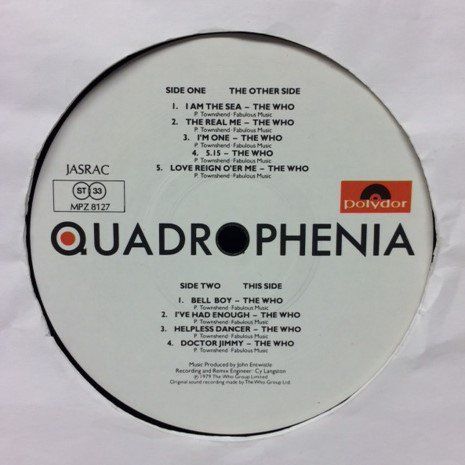 SIDE ONE THE OTHER SIDE
1. I AM THE SEA – THE WHO
P. Townshend · Fabulous Music
2. THE REAL ME – THE WHO
P. Townshend · Fabulous Music
3. I'M ONE – THE WHO
P. Townshend · Fabulous Music
4. 5.15 – THE WHO
P. Townshend · Fabulous Music
5. LOVE REIGN O'ER ME – THE WHO
P. Townshend · Fabulous Music
JASRAC
ST 33
MPZ 8127
polydor
QUADROPHENIA
SIDE TWO THIS SIDE
1. BELL BOY – THE WHO
P. Townshend · Fabulous Music
2. I'VE HAD ENOUGH – THE WHO
P. Townshend · Fabulous Music
3. HELPLESS DANCER – THE WHO
P. Townshend · Fabulous Music
4. DOCTOR JIMMY – THE WHO
P. Townshend · Fabulous Music
Music Produced by John Entwistle
Recording and Remix Engineer: Cy Langston
℗ 1979 The Who Group Limited
Original sound recording made by The Who Group Ltd.